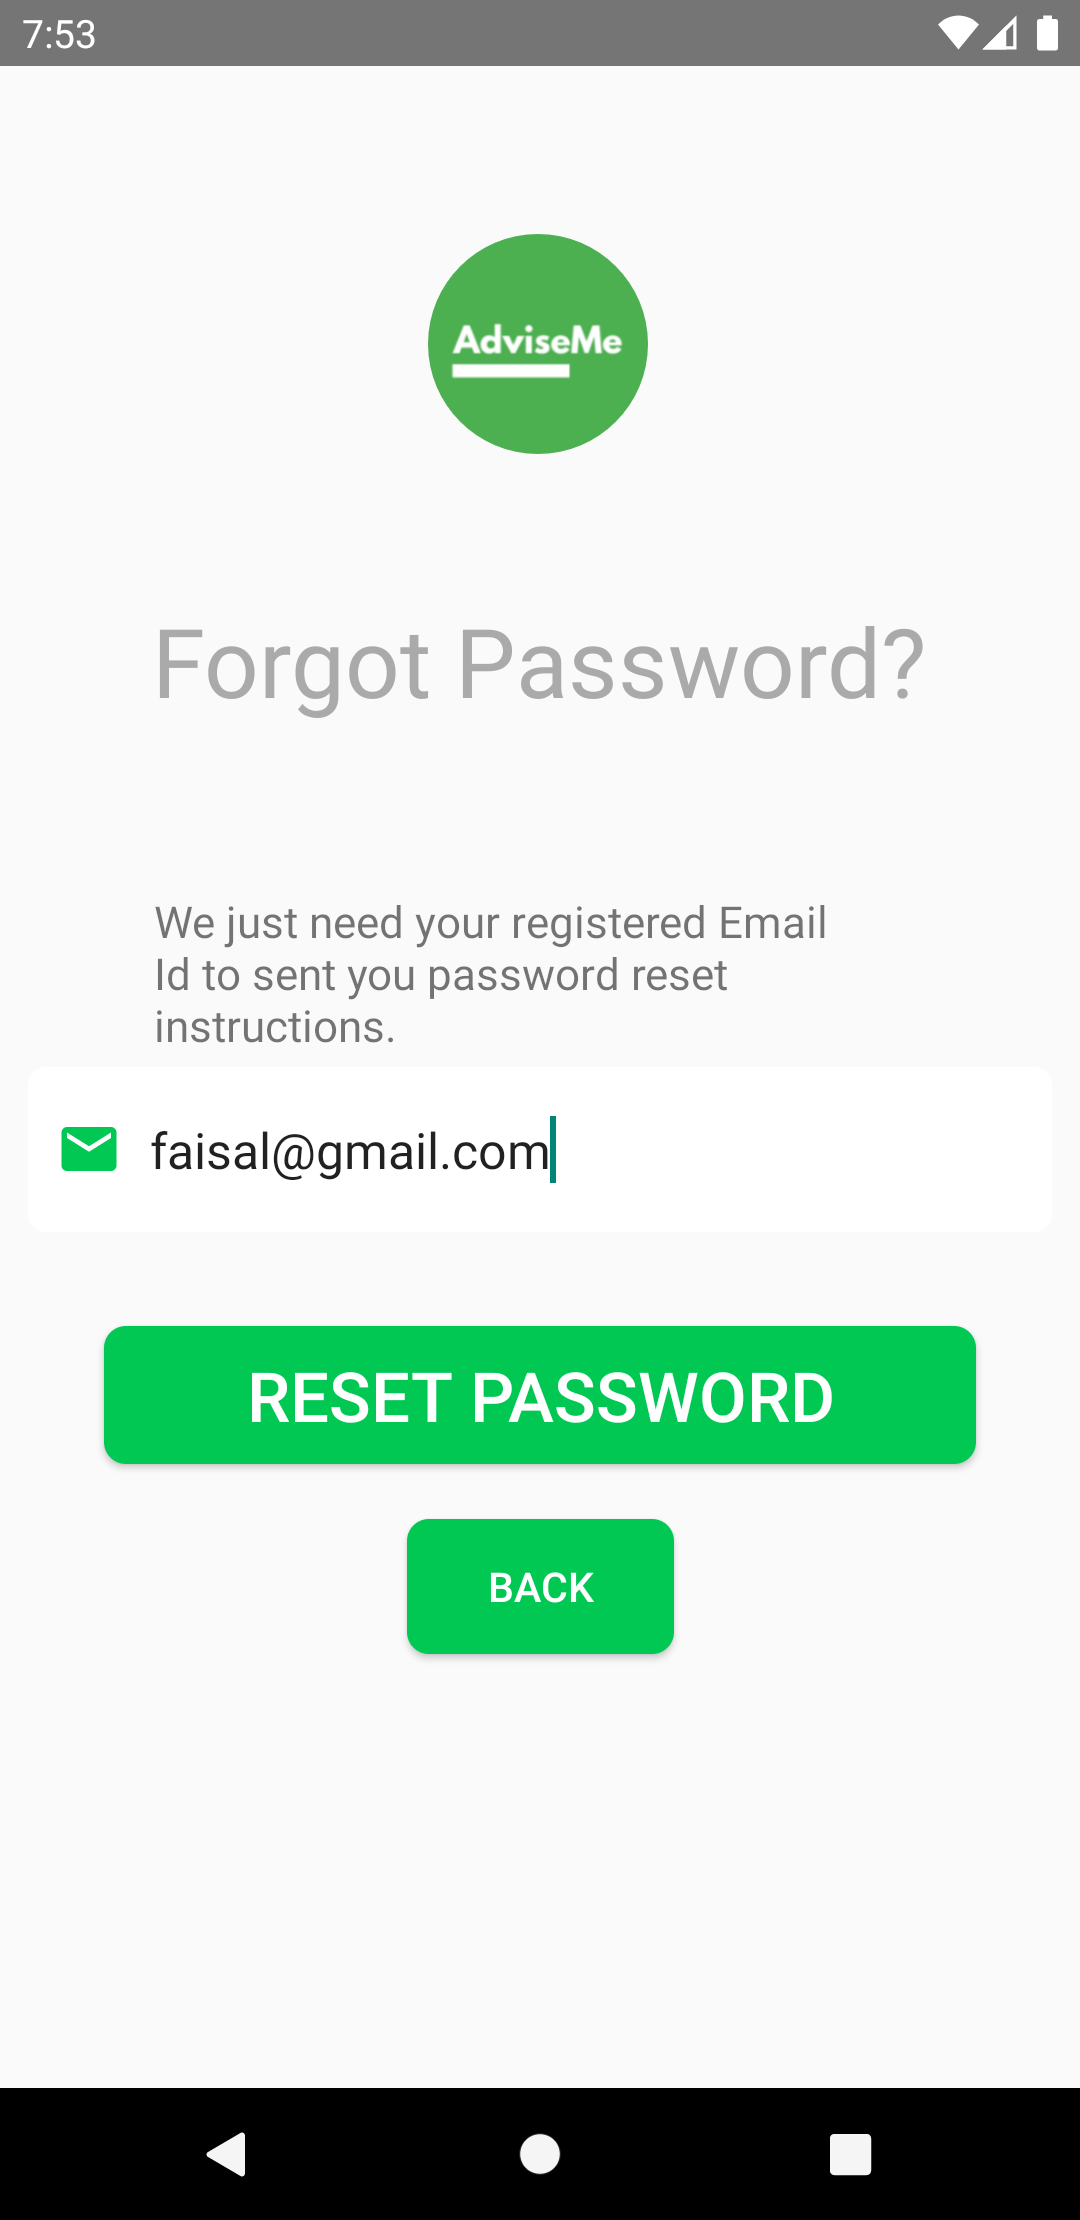 7:53
AdviseMe
Forgot Password?
We just need your registered Email
Id to sent you password reset
instructions.
faisal@gmail.com
RESET PASSWORD
BACK